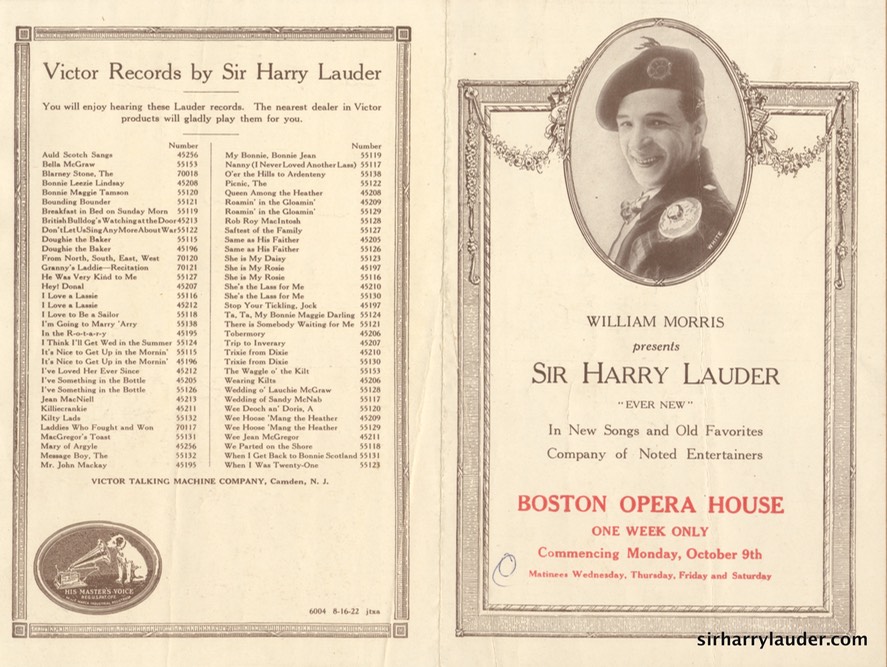 Victor Records by Sir Harry Lauder
You will enjoy hearing these Lauder records. The nearest dealer in Victor
products will gladly play them for you.
Number
Auld Scotch Sangs 45256
Bella McGraw 55153
Blarney Stone, The 70018
Bonnie Leezie Lindsay 45208
Bonnie Maggie Tamson 55120
Bounding Bounder 55121
Breakfast in Bed on Sunday Morn 55119
British Bulldog's Watching at the Door 45213
Don't Let Us Sing Any More About War 55122
Doughie the Baker 55115
Doughie the Baker 45196
From North, South, East, West 70120
Granny's Laddie—Recitation 70121
He Was Very Kind to Me 55127
Hey! Donal 45207
I Love a Lassie 55116
I Love a Lassie 45212
I Love to Be a Sailor 55118
I'm Going to Marry 'Arry 55138
In the R-o-t-a-r-y 45195
I Think I'll Get Wed in the Summer 55124
It's Nice to Get Up in the Mornin' 55115
It's Nice to Get Up in the Mornin' 45196
I've Loved Her Ever Since 45212
I've Something in the Bottle 45205
I've Something in the Bottle 55126
Jean MacNiell 45213
Killiecrankie 45211
Kilty Lads 55132
Laddies Who Fought and Won 70117
MacGregor's Toast 55131
Mary of Argyle 45256
Message Boy, The 55132
Mr. John Mackay 45195
Number
My Bonnie, Bonnie Jean 55119
Nanny (I Never Loved Another Lass) 55117
O'er the Hills to Ardenteny 55138
Picnic, The 55122
Queen Among the Heather 45208
Roamin' in the Gloamin' 45209
Roamin' in the Gloamin' 55129
Rob Roy MacIntosh 55128
Saftest of the Family 55127
Same as His Faither 45205
Same as His Faither 55126
She is My Daisy 55123
She is My Rosie 45197
She is My Rosie 55116
She's the Lass for Me 45210
She's the Lass for Me 55130
Stop Your Tickling, Jock 45197
Ta, Ta, My Bonnie Maggie Darling 55124
There is Somebody Waiting for Me 55121
Tobermory 45206
Trip to Inverary 45207
Trixie from Dixie 45210
Trixie from Dixie 55130
The Waggle o' the Kilt 55153
Wearing Kilts 45206
Wedding o' Lauchie McGraw 55128
Wedding of Sandy McNab 55117
Wee Deoch an' Doris, A 55120
Wee Hoose 'Mang the Heather 45209
Wee Hoose 'Mang the Heather 55129
Wee Jean McGregor 45211
We Parted on the Shore 55118
When I Get Back to Bonnie Scotland 55131
When I Was Twenty-One 55123
VICTOR TALKING MACHINE COMPANY, Camden, N. J.
HIS MASTER'S VOICE
REG. U.S. PAT. OFF.
6004 8-16-22 jtxa
WHITE
WILLIAM MORRIS
presents
SIR HARRY LAUDER
"EVER NEW"
In New Songs and Old Favorites
Company of Noted Entertainers
BOSTON OPERA HOUSE
ONE WEEK ONLY
Commencing Monday, October 9th
Matinees Wednesday, Thursday, Friday and Saturday
sirharrylauder.com